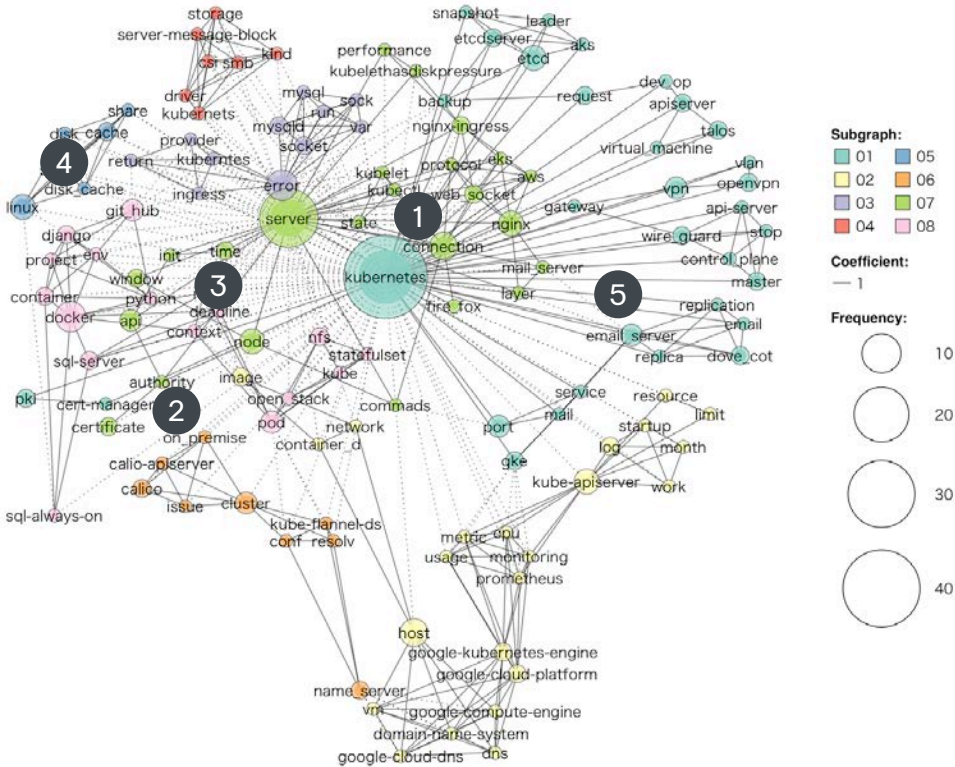 storage
snapshot
leader
server-message-block
etcdserver
aks
performance
etcd
csi smb
kind
kubelethasdiskpressure
dev_op
driver
mysql
sock
backup
request
apiserver
kubernets
run
share
mysqld
var
nginx-ingress
talos
disk
cache
provider
socket
virtual_machine
4
return
kuberntes
protocol
eks
vlan
kubelet
aws
disk_cache
error
kubectl
web_socket
vpn
openvpn
ingress
linux
git_hub
server
state
1
nginx
gateway
api-server
django
connection
wire_guard
stop
project
env
init
time
control_plane
kubernetes
mail_server
window
3
master
container
python
layer
5
docker
api
deadline
fire_fox
replication
context
email_server
email
node
nfs
sql-server
statefulset
replica
dove_cot
image
kube
authority
pki
cert-manager
open_stack
service
resource
2
commads
certificate
pod
network
port
mail
limit
on_premise
container_d
startup
log
month
calio-apiserver
gke
calico
kube-apiserver
work
issue
cluster
sql-always-on
kube-flannel-ds
conf
resolv
metric
cpu
usage
monitoring
prometheus
host
google-kubernetes-engine
google-cloud-platform
name_server
vm
google-compute-engine
domain-name-system
google-cloud-dns
dns
Subgraph:
01 05
02 06
03 07
04 08
Coefficient:
1
Frequency:
10
20
30
40